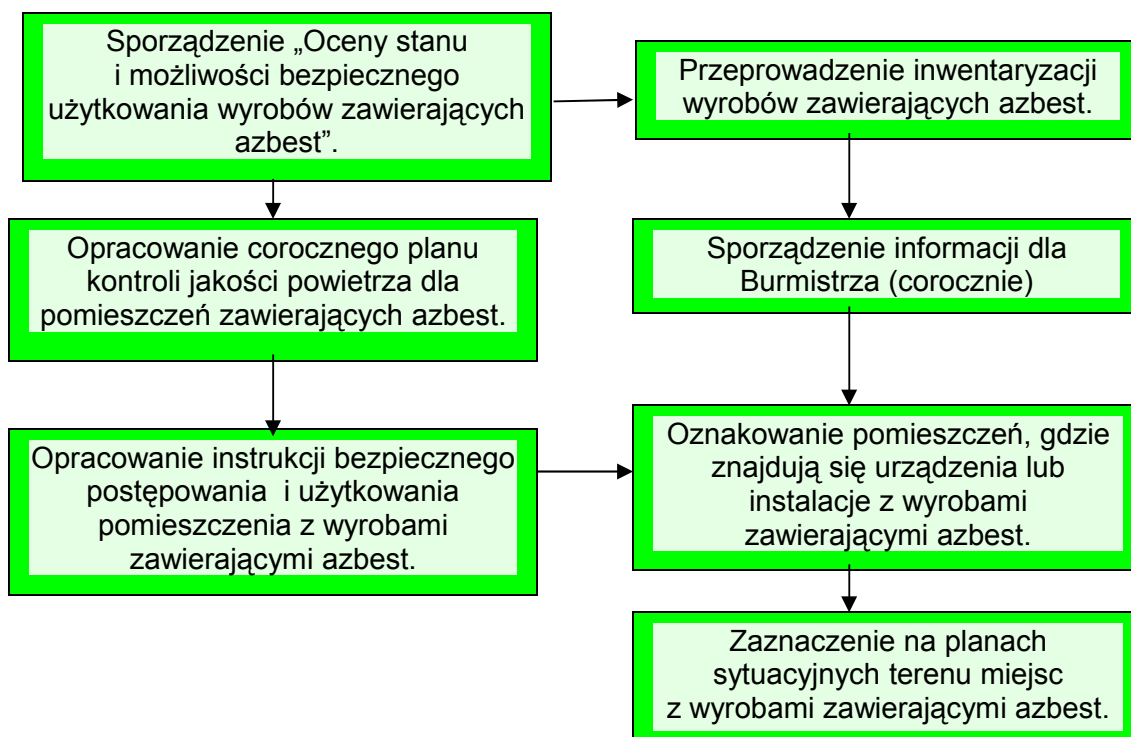 Sporządzenie „Oceny stanu
i możliwości bezpiecznego
użytkowania wyrobów zawierających
azbest”.
Przeprowadzenie inwentaryzacji
wyrobów zawierających azbest.
Opracowanie corocznego planu
kontroli jakości powietrza dla
pomieszczeń zawierających azbest.
Sporządzenie informacji dla
Burmistrza (corocznie)
Opracowanie instrukcji bezpiecznego
postępowania i użytkowania
pomieszczenia z wyrobami
zawierającymi azbest.
Oznakowanie pomieszczeń, gdzie
znajdują się urządzenia lub
instalacje z wyrobami
zawierającymi azbest.
Zaznaczenie na planach
sytuacyjnych terenu miejsc
z wyrobami zawierającymi azbest.